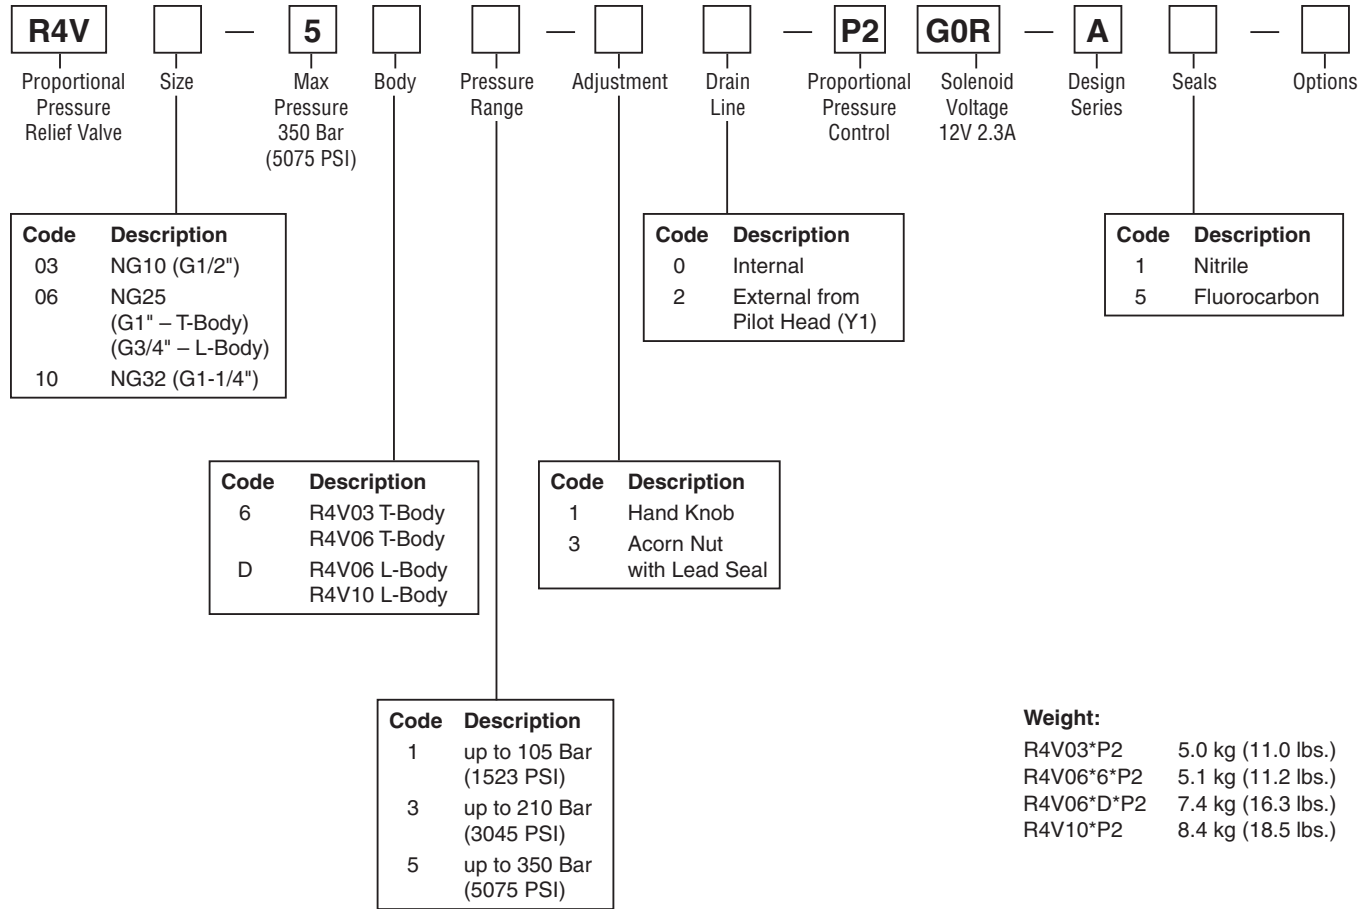 R4V — 5 — — P2 G0R — A —
Proportional
Pressure
Relief Valve
Size
Max
Pressure
350 Bar
(5075 PSI)
Body
Pressure
Range
Adjustment
Drain
Line
Proportional
Pressure
Control
Solenoid
Voltage
12V 2.3A
Design
Series
Seals
Options
Code Description
03 NG10 (G1/2")
06 NG25
(G1" – T-Body)
(G3/4" – L-Body)
10 NG32 (G1-1/4")
Code Description
0 Internal
2 External from
Pilot Head (Y1)
Code Description
1 Nitrile
5 Fluorocarbon
Code Description
6 R4V03 T-Body
R4V06 T-Body
D R4V06 L-Body
R4V10 L-Body
Code Description
1 Hand Knob
3 Acorn Nut
with Lead Seal
Code Description
1 up to 105 Bar
(1523 PSI)
3 up to 210 Bar
(3045 PSI)
5 up to 350 Bar
(5075 PSI)
Weight:
R4V03*P2 5.0 kg (11.0 lbs.)
R4V06*6*P2 5.1 kg (11.2 lbs.)
R4V06*D*P2 7.4 kg (16.3 lbs.)
R4V10*P2 8.4 kg (18.5 lbs.)